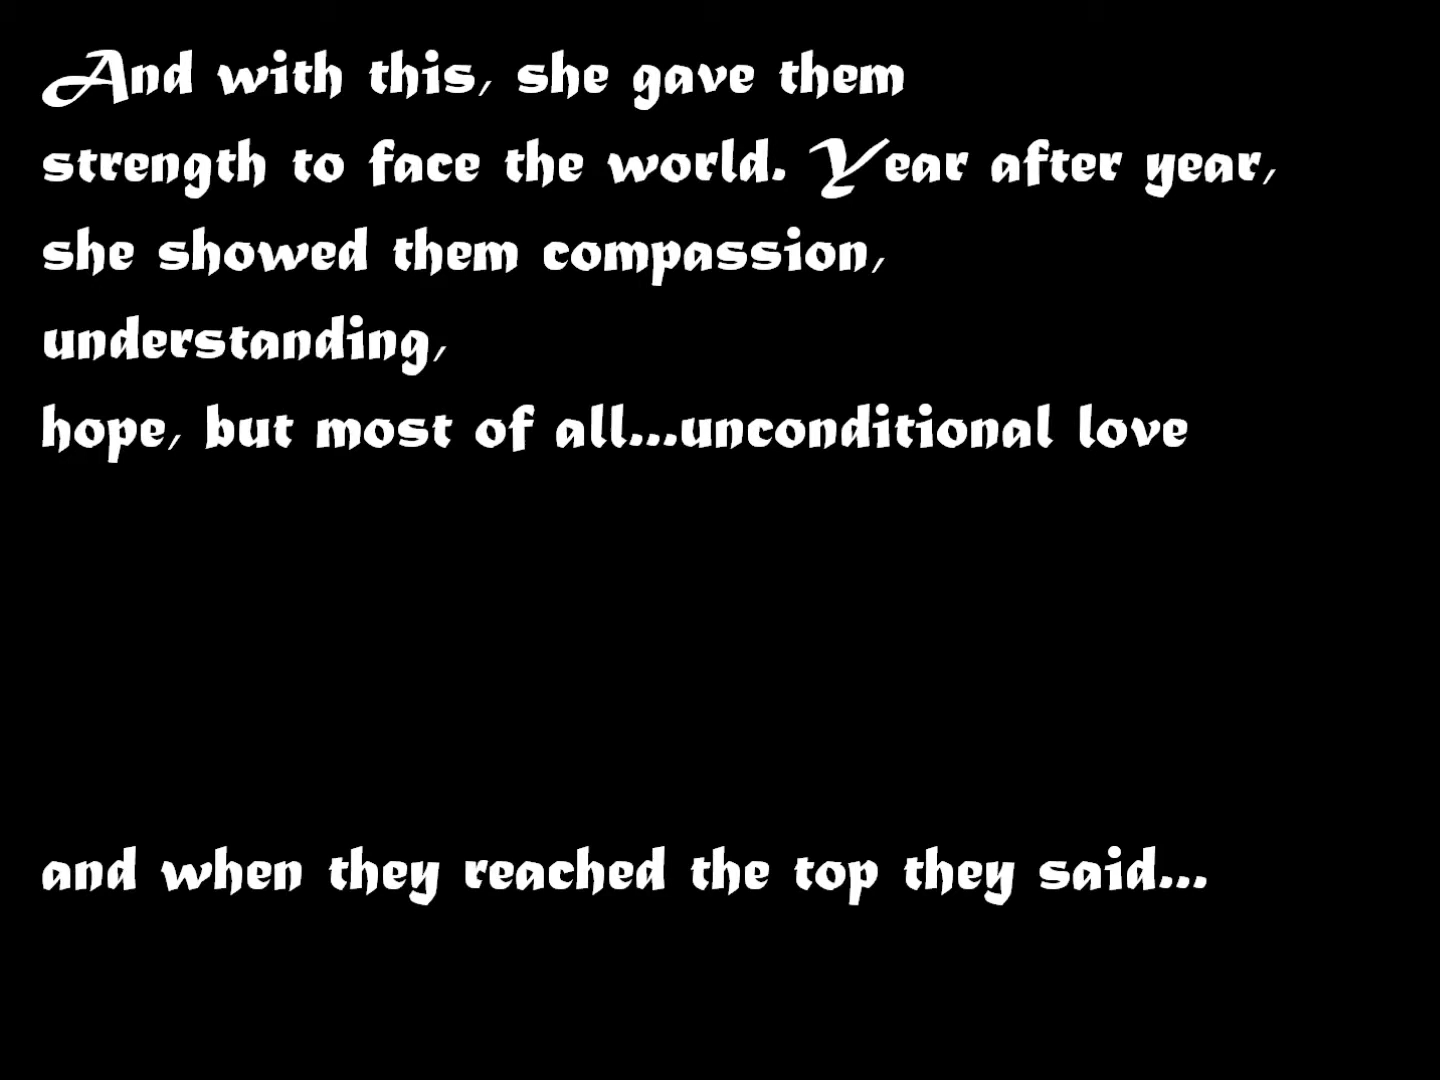 And with this, she gave them
strength to face the world. Year after year,
she showed them compassion,
understanding,
hope, but most of all...unconditional love
and when they reached the top they said...